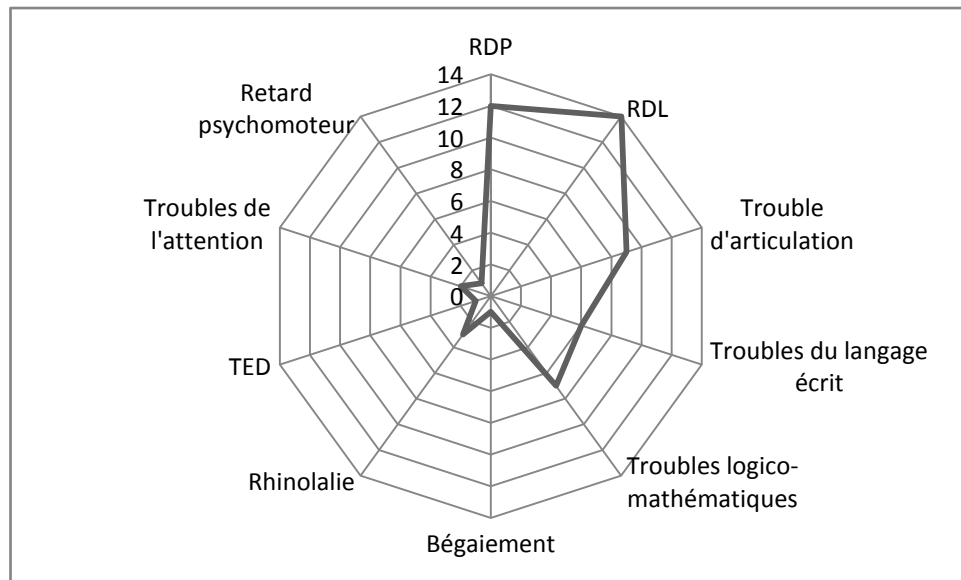 RDP
14
12
10
8
6
4
2
0
RDL
Trouble
d'articulation
Troubles du langage
écrit
Troubles logico-
mathématiques
Bégaiement
Rhinolalie
TED
Troubles de
l'attention
Retard
psychomoteur